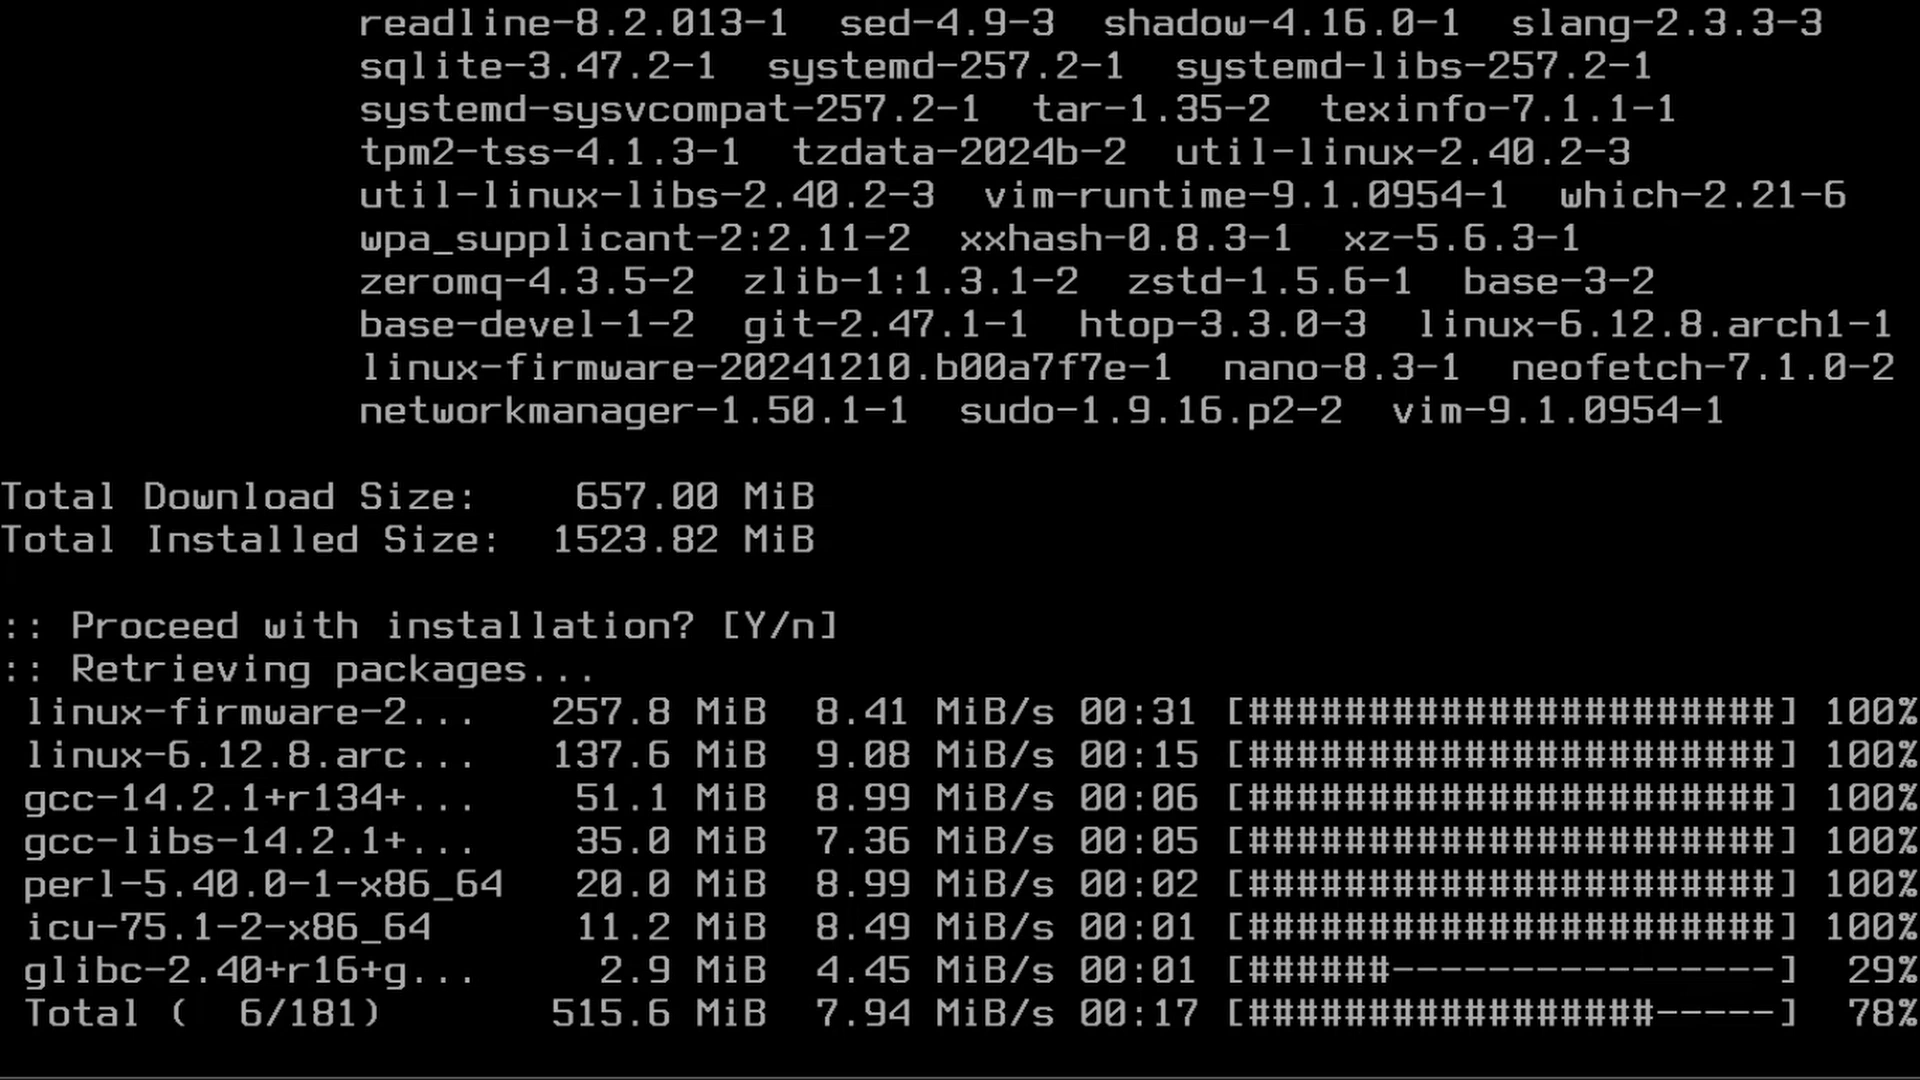 readline-8.2.013-1  sed-4.9-3  shadow-4.16.0-1  slang-2.3.3-3
sqlite-3.47.2-1  systemd-257.2-1  systemd-libs-257.2-1
systemd-sysvcompat-257.2-1  tar-1.35-2  texinfo-7.1.1-1
tpm2-tss-4.1.3-1  tzdata-2024b-2  util-linux-2.40.2-3
util-linux-libs-2.40.2-3  vim-runtime-9.1.0954-1  which-2.21-6
wpa_supplicant-2:2.11-2  xxhash-0.8.3-1  xz-5.6.3-1
zeromq-4.3.5-2  zlib-1:1.3.1-2  zstd-1.5.6-1  base-3-2
base-devel-1-2  git-2.47.1-1  htop-3.3.0-3  linux-6.12.8.arch1-1
linux-firmware-20241210.b00a7f7e-1  nano-8.3-1  neofetch-7.1.0-2
networkmanager-1.50.1-1  sudo-1.9.16.p2-2  vim-9.1.0954-1
Total Download Size:    657.00 MiB
Total Installed Size:  1523.82 MiB
:: Proceed with installation? [Y/n]
:: Retrieving packages...
linux-firmware-2...   257.8 MiB  8.41 MiB/s 00:31 [######################] 100%
linux-6.12.8.arc...   137.6 MiB  9.08 MiB/s 00:15 [######################] 100%
gcc-14.2.1+r134+...    51.1 MiB  8.99 MiB/s 00:06 [######################] 100%
gcc-libs-14.2.1+...    35.0 MiB  7.36 MiB/s 00:05 [######################] 100%
perl-5.40.0-1-x86_64   20.0 MiB  8.99 MiB/s 00:02 [######################] 100%
icu-75.1-2-x86_64      11.2 MiB  8.49 MiB/s 00:01 [######################] 100%
glibc-2.40+r16+g...     2.9 MiB  4.45 MiB/s 00:01 [######----------------]  29%
Total (  6/181)       515.6 MiB  7.94 MiB/s 00:17 [#################-----]  78%